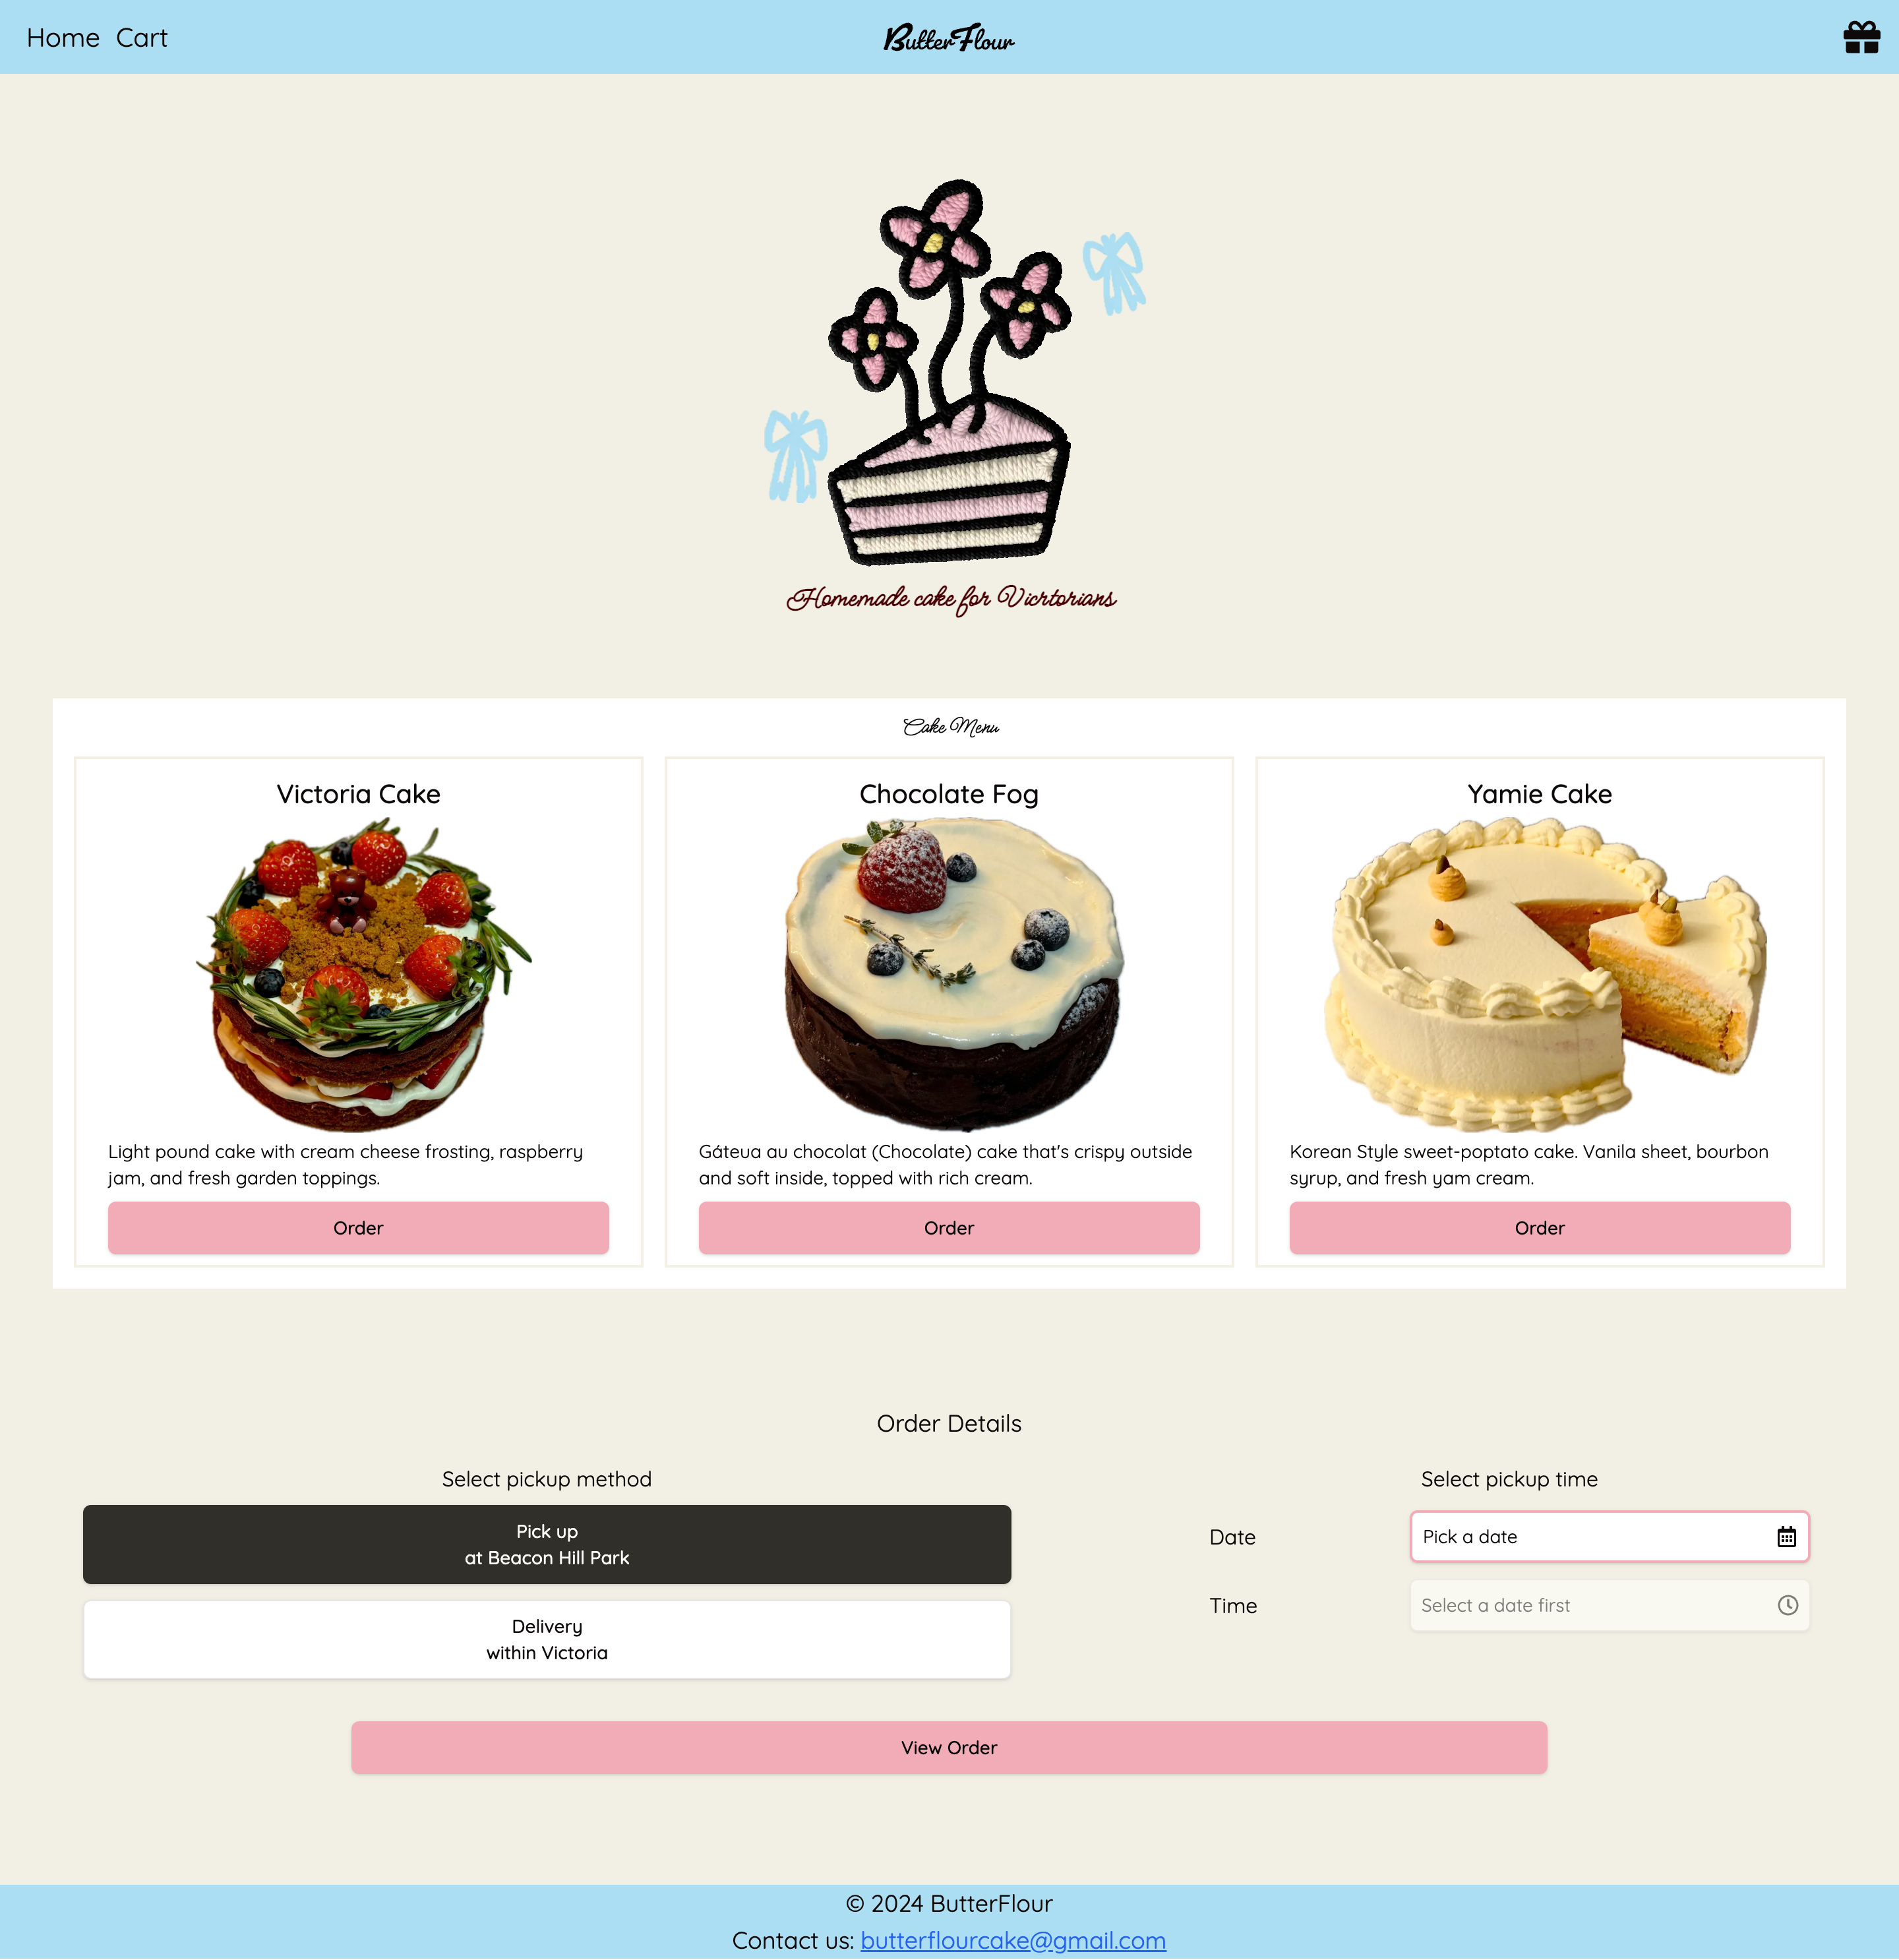 Home Cart
ButterFlour
Homemade cake for Vicrtorians
Cake Menu
Victoria Cake
Light pound cake with cream cheese frosting, raspberry
jam, and fresh garden toppings.
Order
Chocolate Fog
Gáteua au chocolat (Chocolate) cake that's crispy outside
and soft inside, topped with rich cream.
Order
Yamie Cake
Korean Style sweet-poptato cake. Vanila sheet, bourbon
syrup, and fresh yam cream.
Order
Order Details
Select pickup method
Pick up
at Beacon Hill Park
Delivery
within Victoria
Select pickup time
Date
Pick a date
Time
Select a date first
View Order
© 2024 ButterFlour
Contact us: butterflourcake@gmail.com